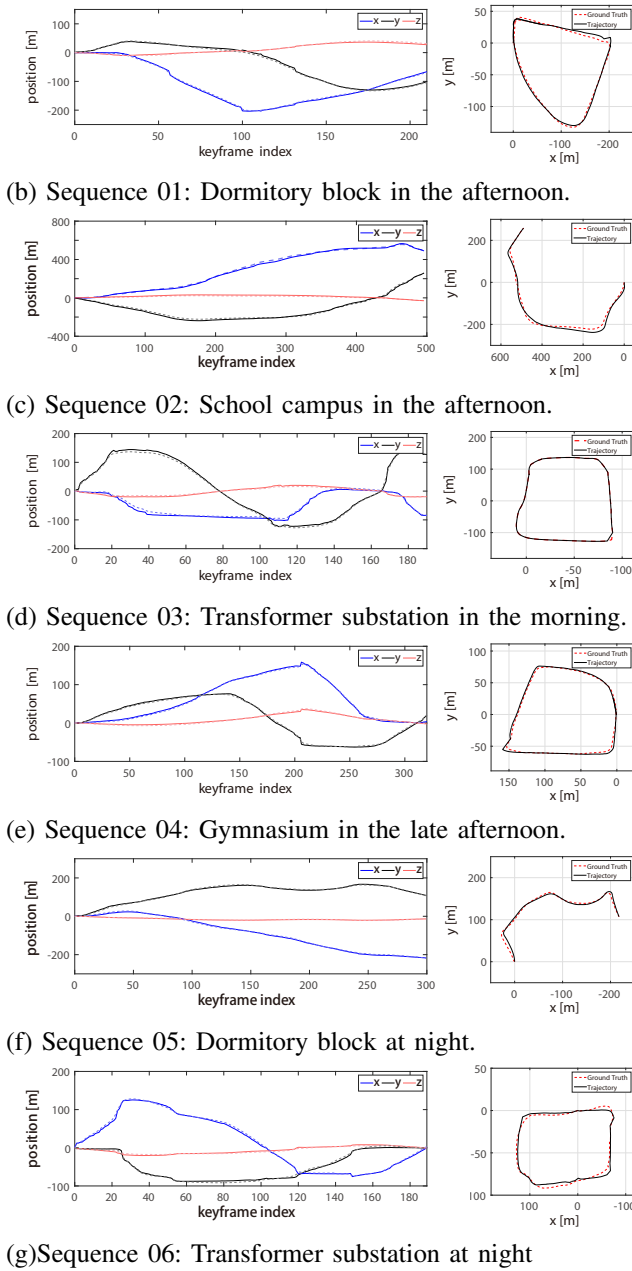 100
0
-100
-200
position [m]
x y z
0 50 100 150 200
keyframe index
50
0
-50
-100
y [m]
Ground Truth
Trajectory
0 -100 -200
x [m]
(b) Sequence 01: Dormitory block in the afternoon.
800
400
0
-400
position [m]
x y z
0 100 200 300 400 500
keyframe index
200
0
-200
y [m]
Ground Truth
Trajectory
600 400 200 0
x [m]
(c) Sequence 02: School campus in the afternoon.
200
100
0
-100
-200
position [m]
x y z
0 20 40 60 80 100 120 140 160 180
keyframe index
200
100
0
-100
y [m]
Ground Truth
Trajectory
0 -50 -100
x [m]
(d) Sequence 03: Transformer substation in the morning.
200
100
0
-100
position [m]
x y z
0 50 100 150 200 250 300
keyframe index
100
50
0
-50
y [m]
Ground Truth
Trajectory
150 100 50 0
x [m]
(e) Sequence 04: Gymnasium in the late afternoon.
200
0
-200
position [m]
x y z
0 50 100 150 200 250 300
keyframe index
200
100
0
y [m]
Ground Truth
Trajectory
0 -100 -200
x [m]
(f) Sequence 05: Dormitory block at night.
200
100
0
-100
position [m]
x y z
0 20 40 60 80 100 120 140 160 180
keyframe index
50
0
50
100
y [m]
Ground Truth
Trajectory
100 0 -100
x [m]
(g)Sequence 06: Transformer substation at night